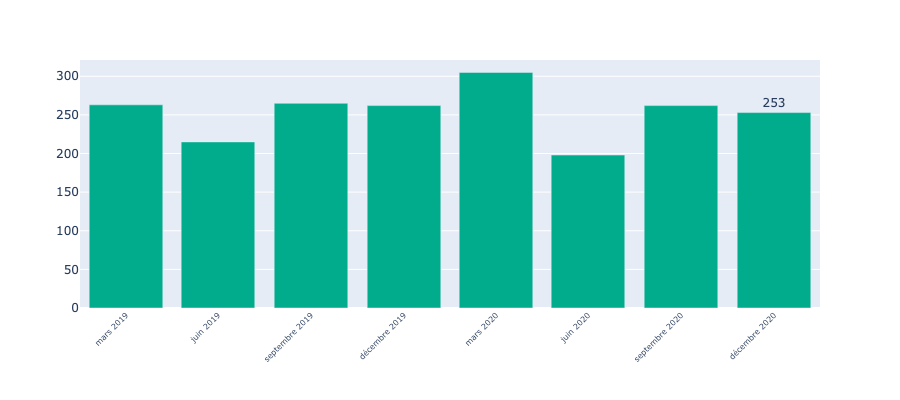 300
250
200
150
100
50
0
253
mars 2019
juin 2019
septembre 2019
décembre 2019
mars 2020
juin 2020
septembre 2020
décembre 2020